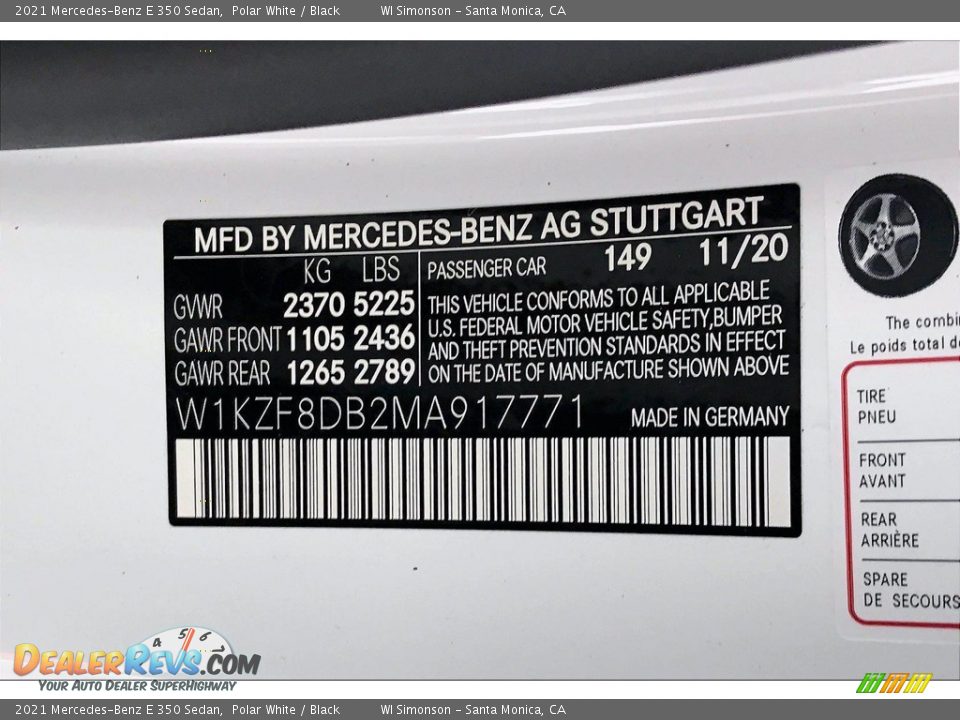 2021 Mercedes-Benz E 350 Sedan, Polar White / Black WI Simonson - Santa Monica, CA
MFD BY MERCEDES-BENZ AG STUTTGART
KG LBS PASSENGER CAR 149 11/20
GVWR 2370 5225
GAWR FRONT 1105 2436
GAWR REAR 1265 2789
THIS VEHICLE CONFORMS TO ALL APPLICABLE
U.S. FEDERAL MOTOR VEHICLE SAFETY,BUMPER
AND THEFT PREVENTION STANDARDS IN EFFECT
ON THE DATE OF MANUFACTURE SHOWN ABOVE
W1KZF8DB2MA917771 MADE IN GERMANY
The combi
Le poids total d
TIRE
PNEU
FRONT
AVANT
REAR
ARRIÈRE
SPARE
DE SECOURS
4 5 6
DEALERREVS.COM
YOUR AUTO DEALER SUPERHIGHWAY
2021 Mercedes-Benz E 350 Sedan, Polar White / Black WI Simonson - Santa Monica, CA